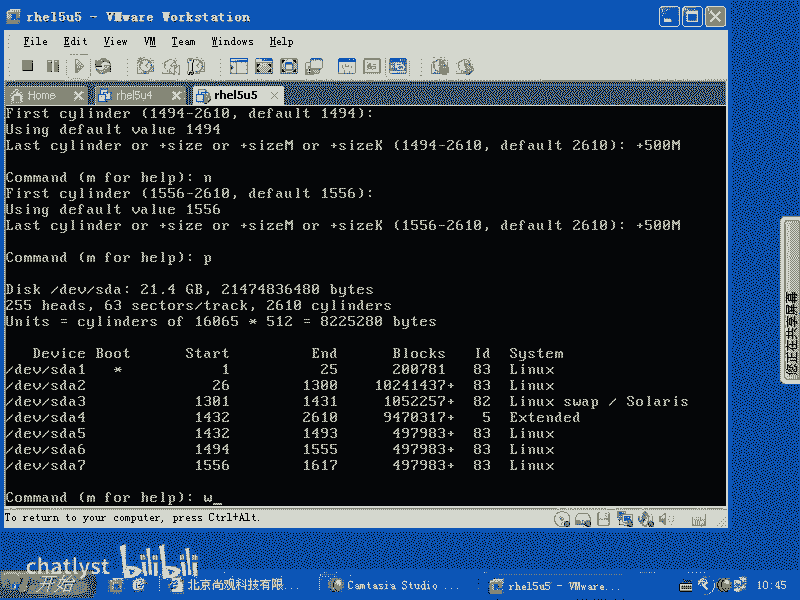 rhel5u5 - VMware Workstation
File Edit View VM Team Windows Help
Home rhel5u4 rhel5u5
First cylinder (1494-2610, default 1494):
Using default value 1494
Last cylinder or +size or +sizeM or +sizeK (1494-2610, default 2610): +500M
Command (m for help): n
First cylinder (1556-2610, default 1556):
Using default value 1556
Last cylinder or +size or +sizeM or +sizeK (1556-2610, default 2610): +500M
Command (m for help): p
Disk /dev/sda: 21.4 GB, 21474836480 bytes
255 heads, 63 sectors/track, 2610 cylinders
Units = cylinders of 16065 * 512 = 8225280 bytes
Device Boot Start End Blocks Id System
/dev/sda1 * 1 25 200781 83 Linux
/dev/sda2 26 1300 10241437+ 83 Linux
/dev/sda3 1301 1431 1052257+ 82 Linux swap / Solaris
/dev/sda4 1432 2610 9470317+ 5 Extended
/dev/sda5 1432 1493 497983+ 83 Linux
/dev/sda6 1494 1555 497983+ 83 Linux
/dev/sda7 1556 1617 497983+ 83 Linux
Command (m for help): w_
To return to your computer, press Ctrl+Alt.
您正在共享屏幕
chatlyst bilibili
开始 北京尚观科技有限... Camtasia Studio ... rhel5u5 - VMware... 10:45